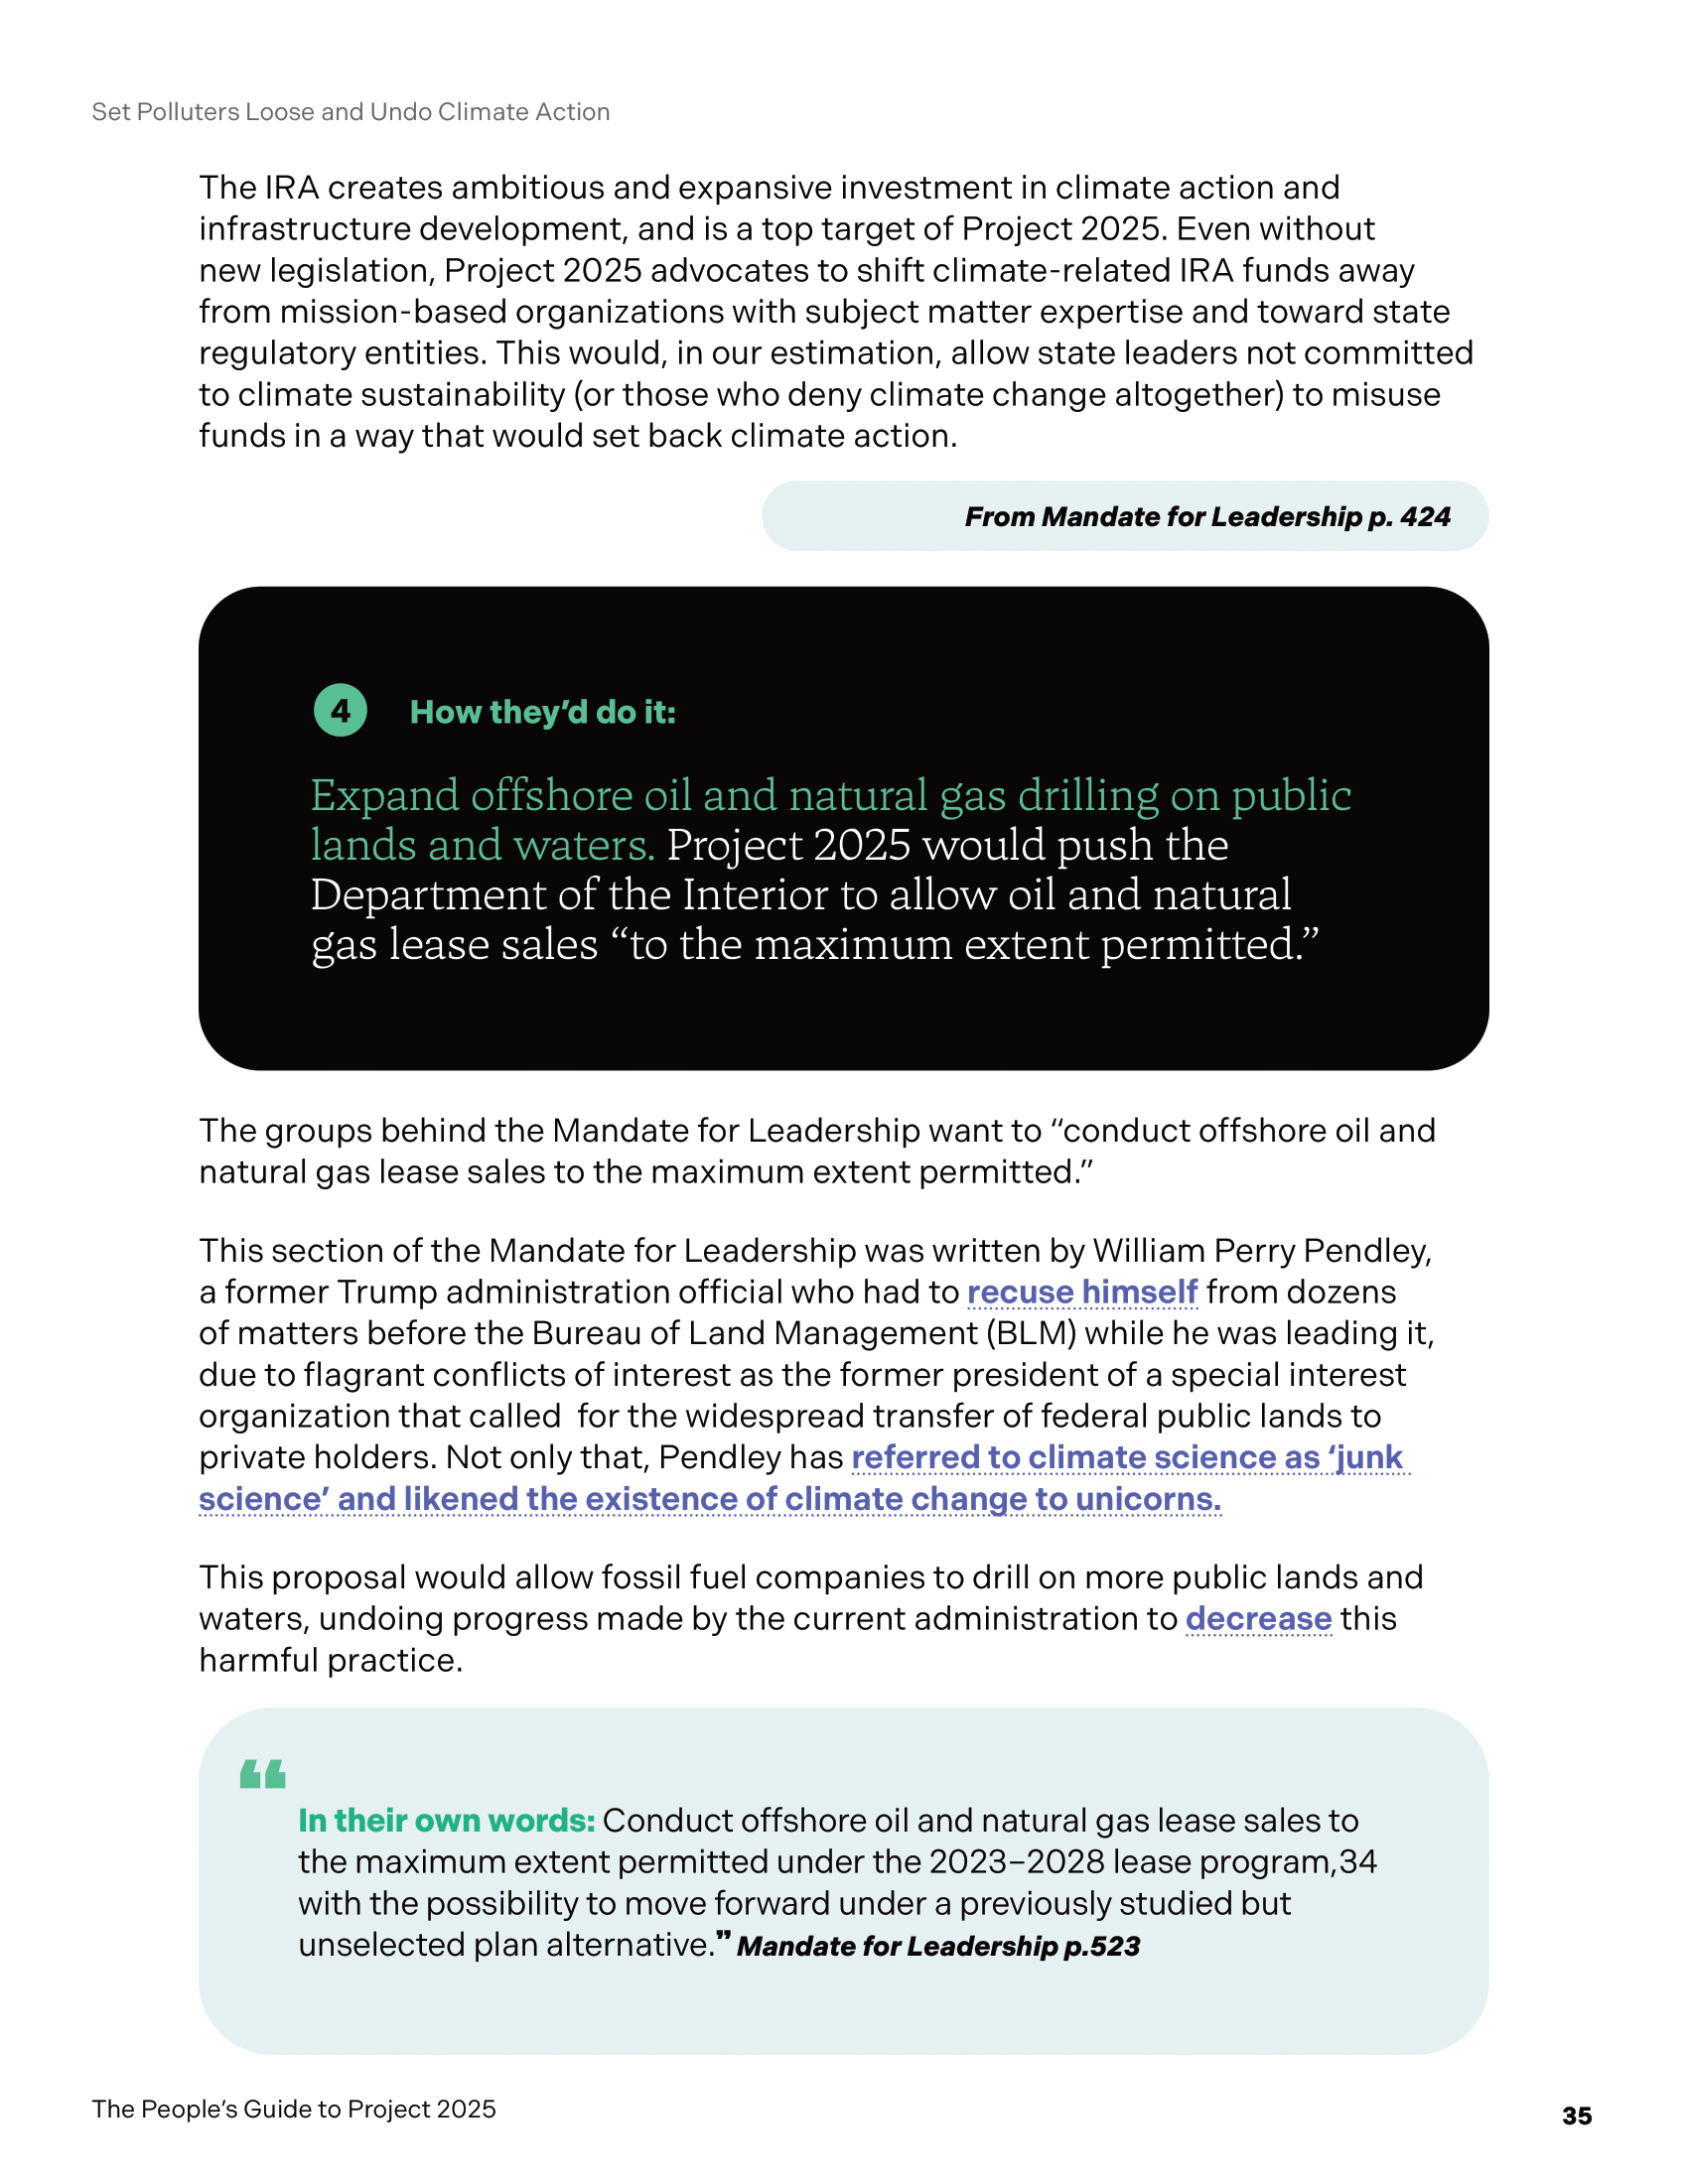 Set Polluters Loose and Undo Climate Action
The IRA creates ambitious and expansive investment in climate action and
infrastructure development, and is a top target of Project 2025. Even without
new legislation, Project 2025 advocates to shift climate-related IRA funds away
from mission-based organizations with subject matter expertise and toward state
regulatory entities. This would, in our estimation, allow state leaders not committed
to climate sustainability (or those who deny climate change altogether) to misuse
funds in a way that would set back climate action.
From Mandate for Leadership p. 424
4 How they’d do it:
Expand offshore oil and natural gas drilling on public
lands and waters. Project 2025 would push the
Department of the Interior to allow oil and natural
gas lease sales “to the maximum extent permitted.”
The groups behind the Mandate for Leadership want to “conduct offshore oil and
natural gas lease sales to the maximum extent permitted.”
This section of the Mandate for Leadership was written by William Perry Pendley,
a former Trump administration official who had to recuse himself from dozens
of matters before the Bureau of Land Management (BLM) while he was leading it,
due to flagrant conflicts of interest as the former president of a special interest
organization that called  for the widespread transfer of federal public lands to
private holders. Not only that, Pendley has referred to climate science as ‘junk
science’ and likened the existence of climate change to unicorns.
This proposal would allow fossil fuel companies to drill on more public lands and
waters, undoing progress made by the current administration to decrease this
harmful practice.
“
In their own words: Conduct offshore oil and natural gas lease sales to
the maximum extent permitted under the 2023–2028 lease program,34
with the possibility to move forward under a previously studied but
unselected plan alternative.” Mandate for Leadership p.523
The People’s Guide to Project 2025
35